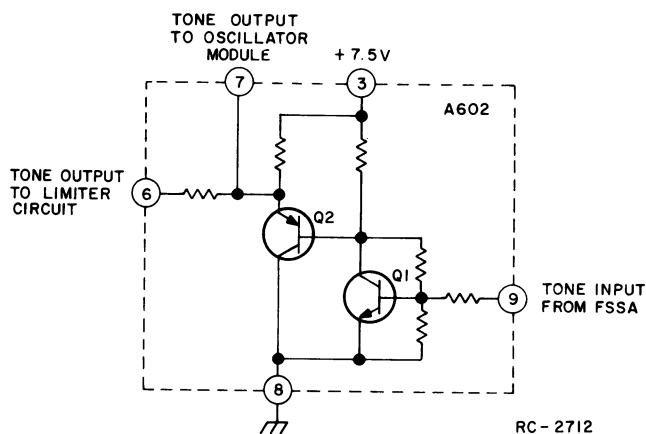 TONE OUTPUT
TO OSCILLATOR
MODULE
+7.5V
7
3
A602
TONE OUTPUT
TO LIMITER
CIRCUIT
6
Q2
Q1
9
TONE INPUT
FROM FSSA
8
RC-2712